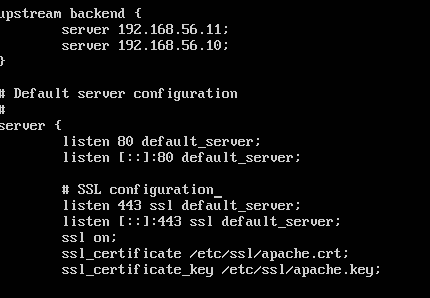 upstream backend {
server 192.168.56.11;
server 192.168.56.10;
}
# Default server configuration
#
server {
listen 80 default_server;
listen [::]:80 default_server;
# SSL configuration
listen 443 ssl default_server;
listen [::]:443 ssl default_server;
ssl on;
ssl_certificate /etc/ssl/apache.crt;
ssl_certificate_key /etc/ssl/apache.key;